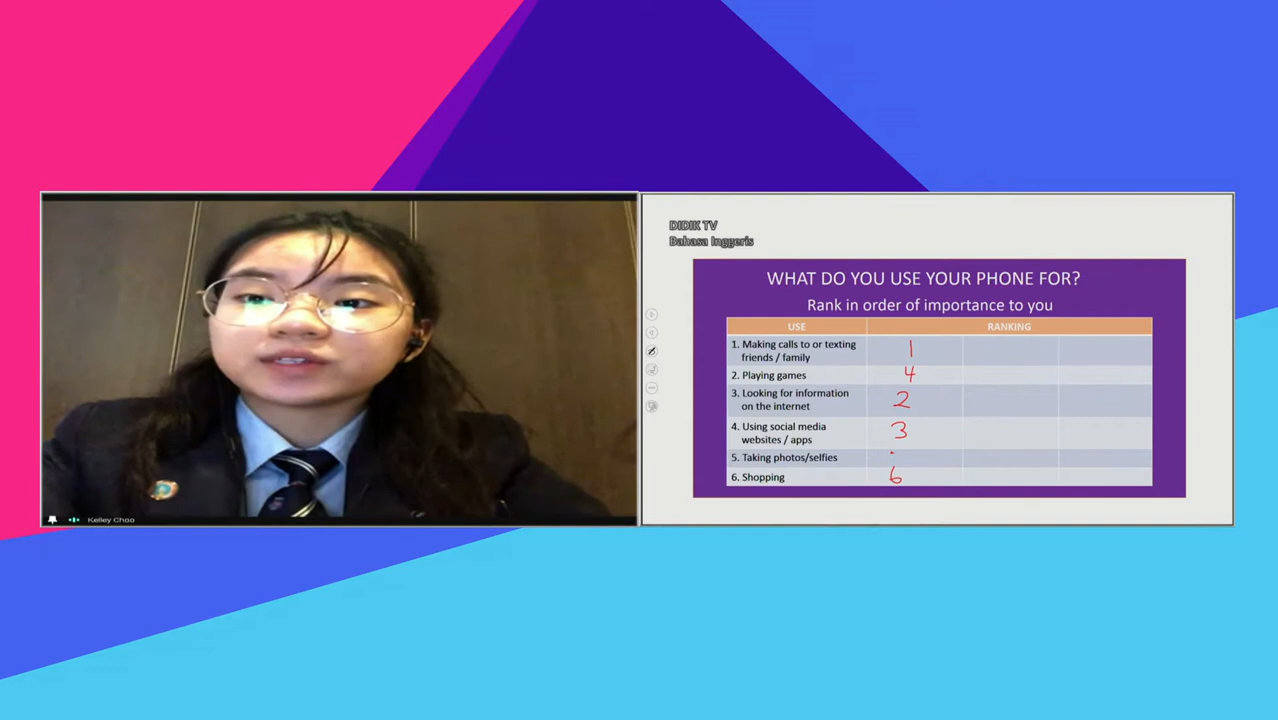 DIDIK TV
Bahasa Inggeris
WHAT DO YOU USE YOUR PHONE FOR?
Rank in order of importance to you
USE RANKING
1. Making calls to or texting
friends / family
1
2. Playing games 4
3. Looking for information
on the internet
2
4. Using social media
websites / apps
3
5. Taking photos/selfies
6. Shopping 6
Kelley Choo